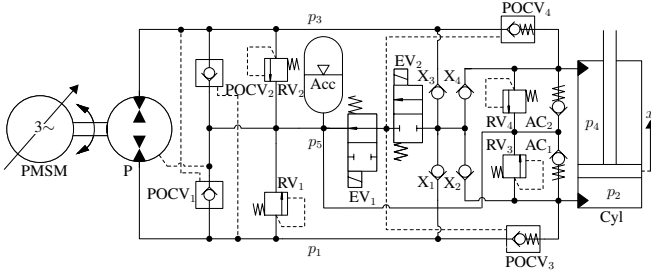 p3
POCV4
EV2
X3 X4
POCV2
RV2
Acc
3~
p5
RV4
AC2
p4
x
PMSM
P
POCV1
RV1
EV1
X1 X2
RV3
AC1
p2
Cyl
p1
POCV3